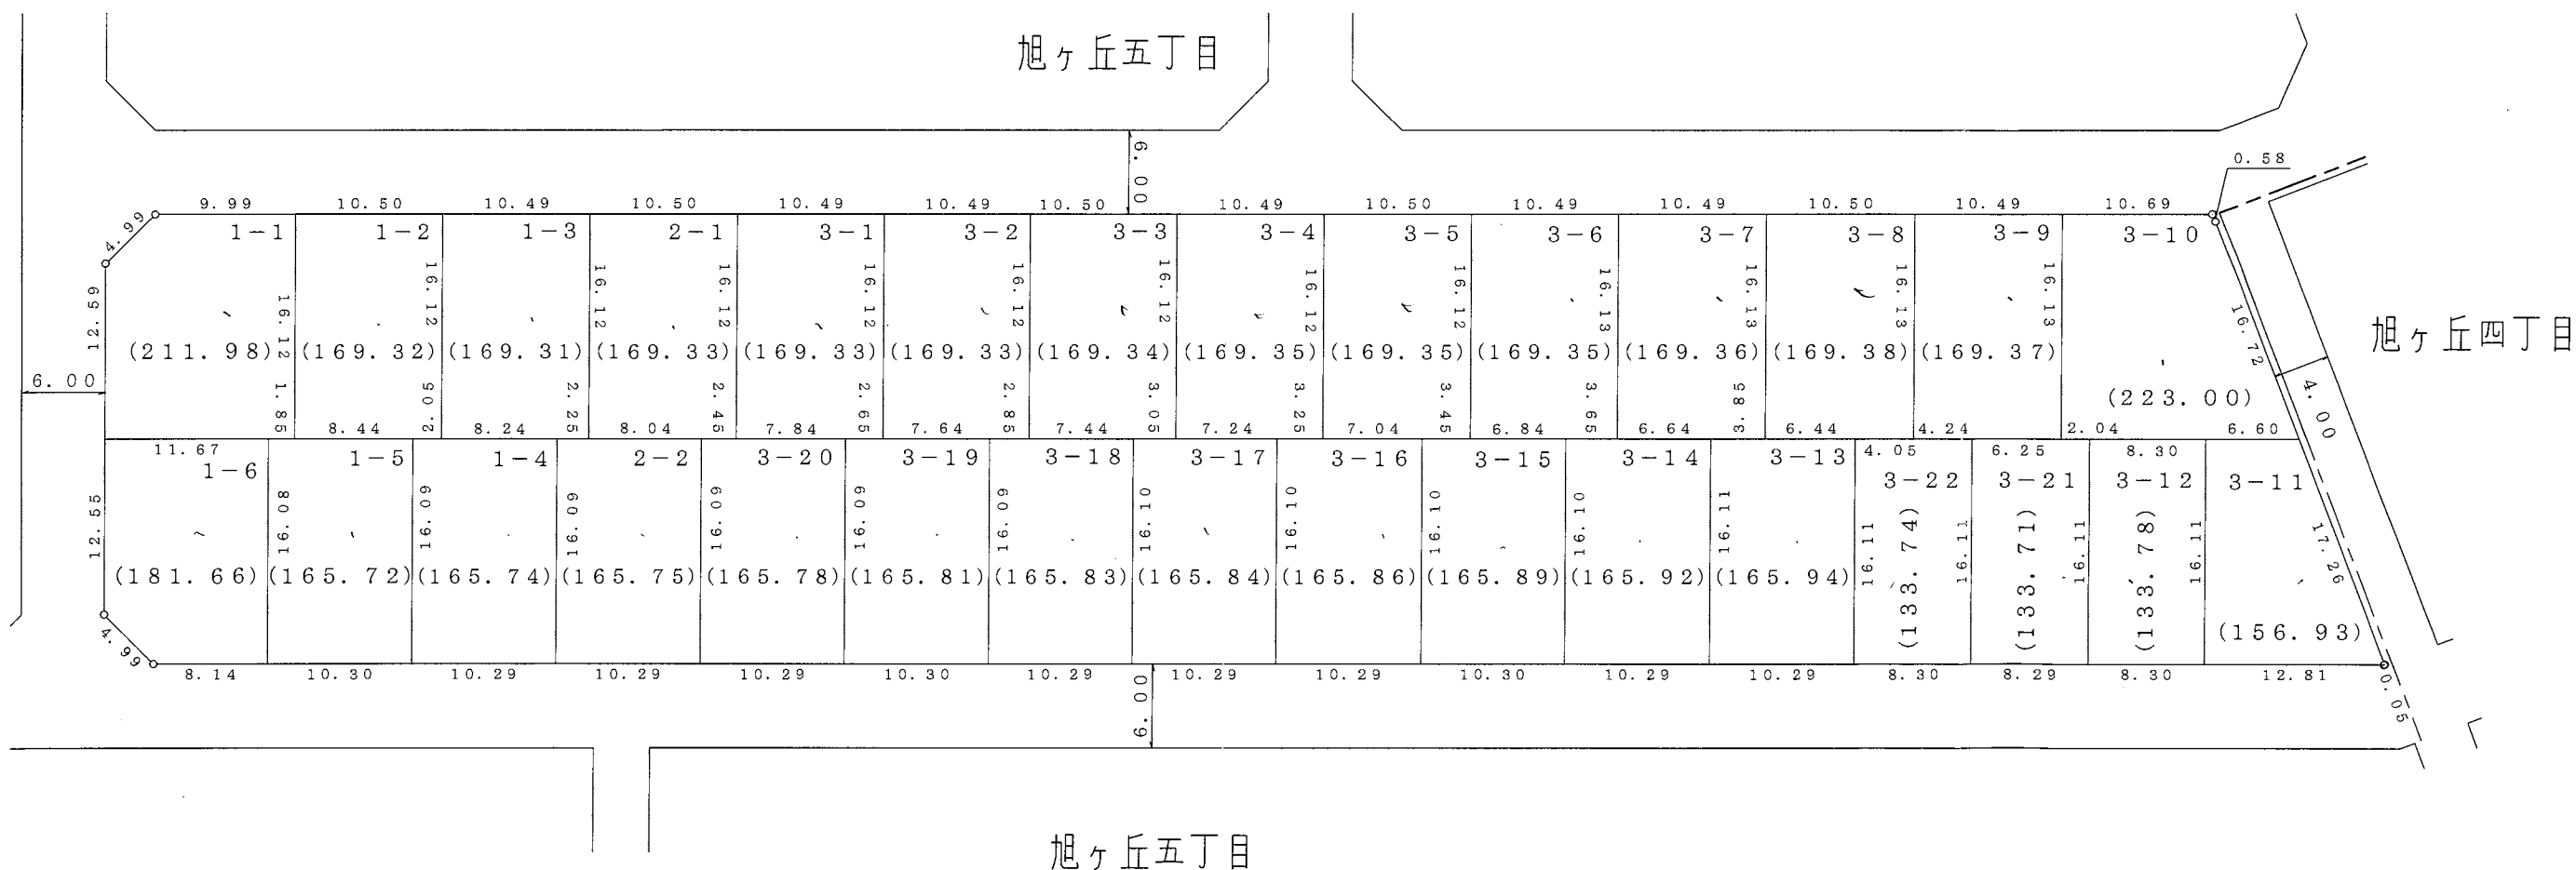 旭ヶ丘五丁目
6.00
0.58
9.99 10.50 10.49 10.50 10.49 10.49 10.50 10.49 10.50 10.49 10.49 10.50 10.49 10.69
4.99
1-1 1-2 1-3 2-1 3-1 3-2 3-3 3-4 3-5 3-6 3-7 3-8 3-9 3-10
12.59
16.12 16.12 16.12 16.12 16.12 16.12 16.12 16.12 16.12 16.13 16.13 16.13 16.13 16.72
旭ヶ丘四丁目
(211.98) (169.32) (169.31) (169.33) (169.33) (169.33) (169.34) (169.35) (169.35) (169.35) (169.36) (169.38) (169.37)
6.00
(223.00)
4.00
1.85 2.05 2.25 2.45 2.65 2.85 3.05 3.25 3.45 3.65 3.85
8.44 8.24 8.04 7.84 7.64 7.44 7.24 7.04 6.84 6.64 6.44 4.24 2.04 6.60
11.67 4.05 6.25 8.30
1-6 1-5 1-4 2-2 3-20 3-19 3-18 3-17 3-16 3-15 3-14 3-13 3-22 3-21 3-12 3-11
12.55
16.08 16.09 16.09 16.09 16.09 16.09 16.10 16.10 16.10 16.10 16.11 16.11 16.11 16.11 16.11 17.26
(181.66) (165.72) (165.74) (165.75) (165.78) (165.81) (165.83) (165.84) (165.86) (165.89) (165.92) (165.94) (133.74) (133.71) (133.78)
(156.93)
4.99
8.14 10.30 10.29 10.29 10.29 10.30 10.29 10.29 10.29 10.30 10.29 10.29 8.30 8.29 8.30 12.81
0.05
6.00
旭ヶ丘五丁目